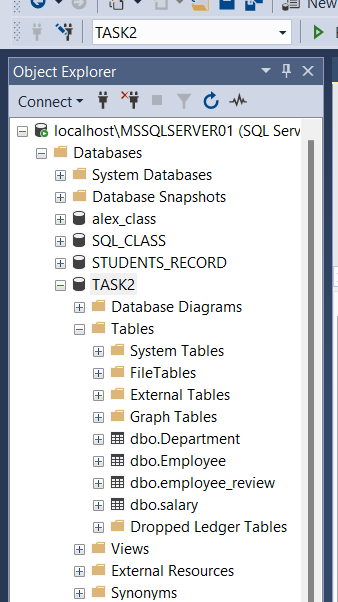 New
TASK2
Object Explorer
Connect
localhost\MSSQLSERVER01 (SQL Serv
Databases
System Databases
Database Snapshots
alex_class
SQL_CLASS
STUDENTS_RECORD
TASK2
Database Diagrams
Tables
System Tables
FileTables
External Tables
Graph Tables
dbo.Department
dbo.Employee
dbo.employee_review
dbo.salary
Dropped Ledger Tables
Views
External Resources
Synonyms